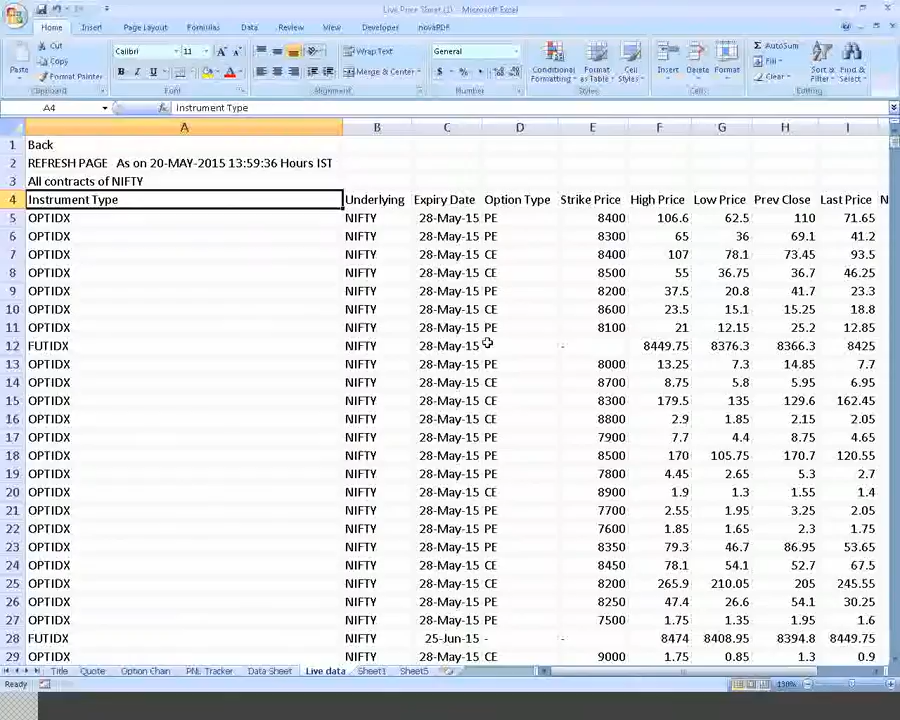 Live Price Sheet (1) - Microsoft Excel
Home Insert Page Layout Formulas Data Review View Developer novaPDF
Cut
Copy
Format Painter
Paste
Clipboard
Calibri 11
B I U
Font
Wrap Text
Merge & Center
Alignment
General
$ % ,
Number
Conditional Formatting
Format as Table
Cell Styles
Styles
Insert Delete Format
Cells
Σ AutoSum
Fill
Clear
Sort & Filter
Find & Select
Editing
A4 fx Instrument Type
A B C D E F G H I
1 Back
2 REFRESH PAGE As on 20-MAY-2015 13:59:36 Hours IST
3 All contracts of NIFTY
4 Instrument Type Underlying Expiry Date Option Type Strike Price High Price Low Price Prev Close Last Price N
5 OPTIDX NIFTY 28-May-15 PE 8400 106.6 62.5 110 71.65
6 OPTIDX NIFTY 28-May-15 PE 8300 65 36 69.1 41.2
7 OPTIDX NIFTY 28-May-15 CE 8400 107 78.1 73.45 93.5
8 OPTIDX NIFTY 28-May-15 CE 8500 55 36.75 36.7 46.25
9 OPTIDX NIFTY 28-May-15 PE 8200 37.5 20.8 41.7 23.3
10 OPTIDX NIFTY 28-May-15 CE 8600 23.5 15.1 15.25 18.8
11 OPTIDX NIFTY 28-May-15 PE 8100 21 12.15 25.2 12.85
12 FUTIDX NIFTY 28-May-15 - 8449.75 8376.3 8366.3 8425
13 OPTIDX NIFTY 28-May-15 PE 8000 13.25 7.3 14.85 7.7
14 OPTIDX NIFTY 28-May-15 CE 8700 8.75 5.8 5.95 6.95
15 OPTIDX NIFTY 28-May-15 CE 8300 179.5 135 129.6 162.45
16 OPTIDX NIFTY 28-May-15 CE 8800 2.9 1.85 2.15 2.05
17 OPTIDX NIFTY 28-May-15 PE 7900 7.7 4.4 8.75 4.65
18 OPTIDX NIFTY 28-May-15 PE 8500 170 105.75 170.7 120.55
19 OPTIDX NIFTY 28-May-15 PE 7800 4.45 2.65 5.3 2.7
20 OPTIDX NIFTY 28-May-15 CE 8900 1.9 1.3 1.55 1.4
21 OPTIDX NIFTY 28-May-15 PE 7700 2.55 1.95 3.25 2.05
22 OPTIDX NIFTY 28-May-15 PE 7600 1.85 1.65 2.3 1.75
23 OPTIDX NIFTY 28-May-15 PE 8350 79.3 46.7 86.95 53.65
24 OPTIDX NIFTY 28-May-15 CE 8450 78.1 54.1 52.7 67.5
25 OPTIDX NIFTY 28-May-15 CE 8200 265.9 210.05 205 245.55
26 OPTIDX NIFTY 28-May-15 PE 8250 47.4 26.6 54.1 30.25
27 OPTIDX NIFTY 28-May-15 PE 7500 1.75 1.35 1.95 1.6
28 FUTIDX NIFTY 25-Jun-15 - - 8474 8408.95 8394.8 8449.75
29 OPTIDX NIFTY 28-May-15 CE 9000 1.75 0.85 1.3 0.9
Title Quote Option Chan PNL Tracker Data Sheet Live data Sheet1 Sheet5
Ready 130%